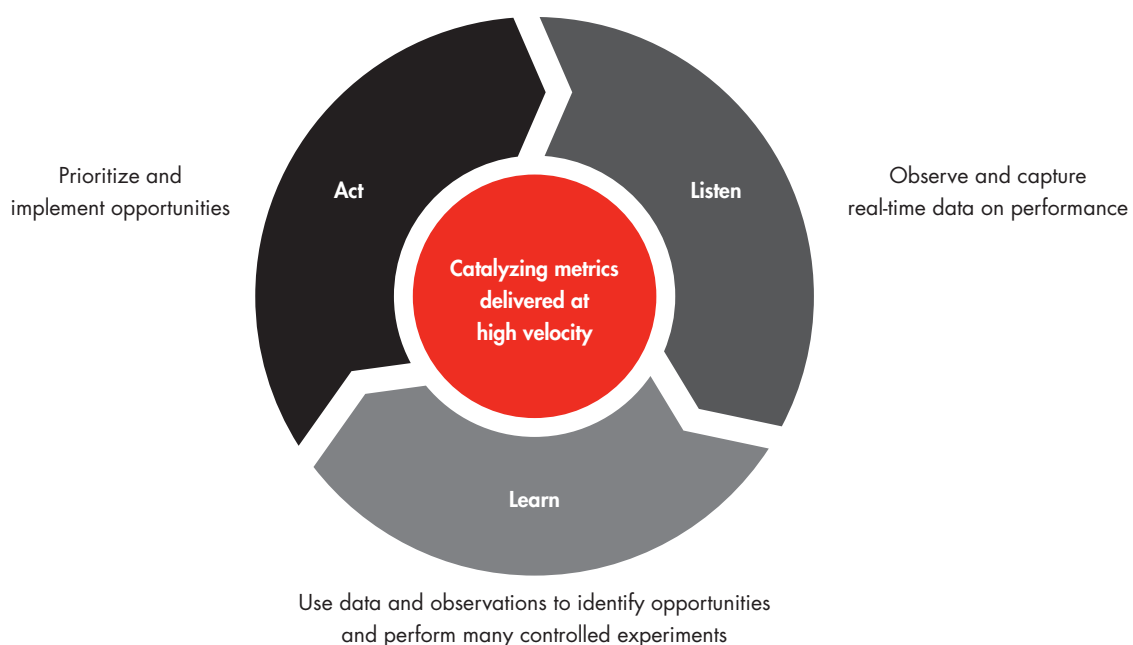 Act
Prioritize and
implement opportunities
Listen
Observe and capture
real-time data on performance
Catalyzing metrics
delivered at
high velocity
Learn
Use data and observations to identify opportunities
and perform many controlled experiments